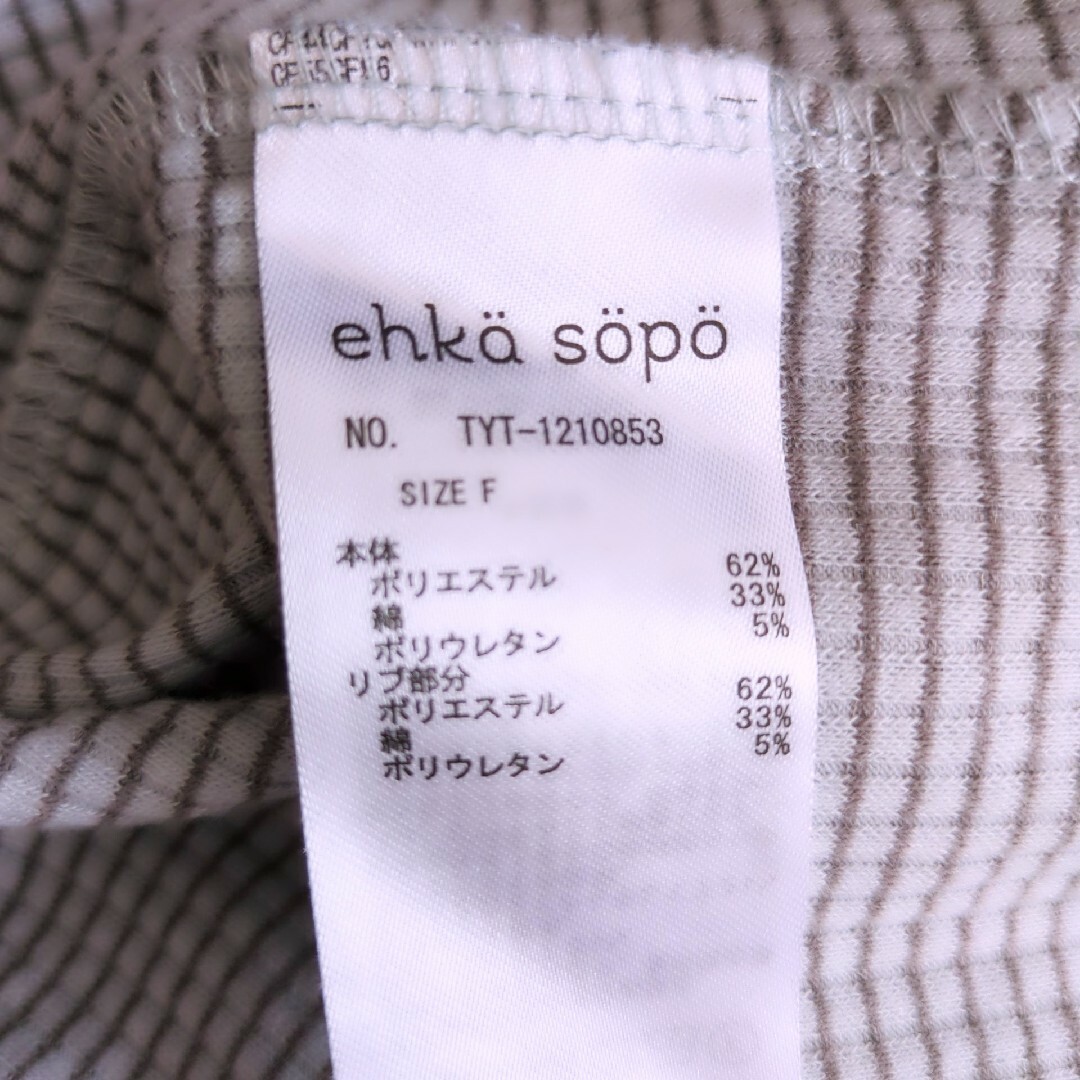 ehkä söpö
NO. TYT-1210853
SIZE F
本体
ポリエステル 62%
綿 33%
ポリウレタン 5%
リブ部分
ポリエステル 62%
綿 33%
ポリウレタン 5%